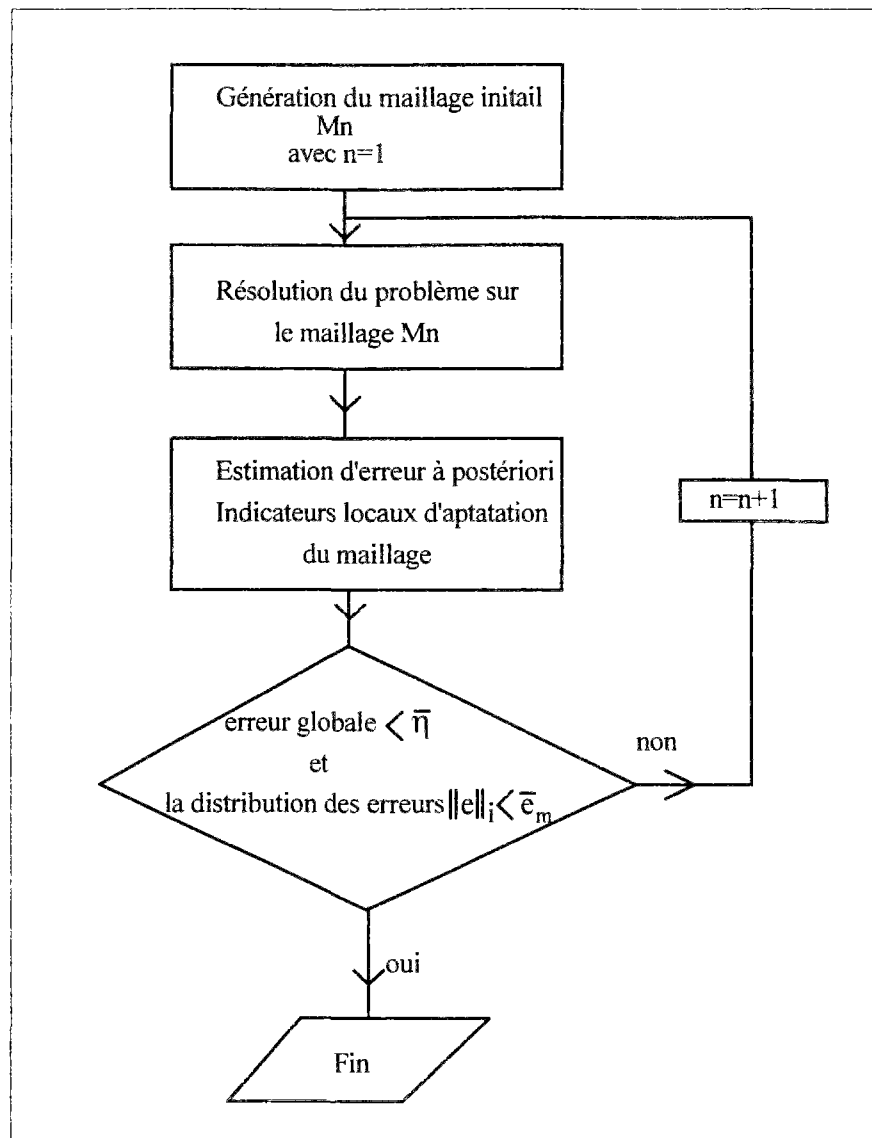 Génération du maillage initail
Mn
avec n=1
Résolution du problème sur
le maillage Mn
Estimation d'erreur à postériori
Indicateurs locaux d'aptatation
du maillage
n=n+1
erreur globale < η̅
et
la distribution des erreurs ‖e‖ᵢ < e̅ₘ
non
oui
Fin